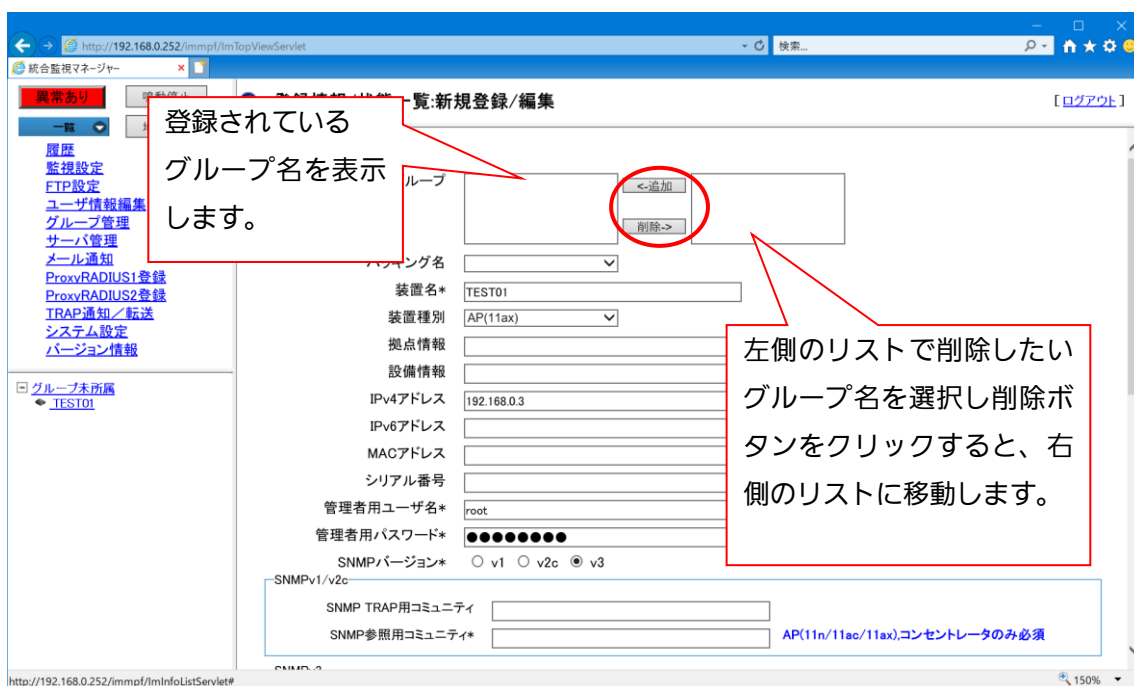 http://192.168.0.252/immpf/ImTopViewServlet
検索...
統合監視マネージャー
異常あり
一覧
一覧:新規登録/編集
[ログアウト]
登録されている
グループ名を表示
します。
履歴
監視設定
FTP設定
ユーザ情報編集
グループ管理
サーバ管理
メール通知
ProxyRADIUS1登録
ProxyRADIUS2登録
TRAP通知/転送
システム設定
バージョン情報
グループ未所属
TEST01
ループ
<-追加
削除->
キング名
装置名* TEST01
装置種別 AP(11ax)
拠点情報
設備情報
IPv4アドレス 192.168.0.3
IPv6アドレス
MACアドレス
シリアル番号
管理者用ユーザ名* root
管理者用パスワード* ●●●●●●●●
SNMPバージョン* v1 v2c v3
SNMPv1/v2c
SNMP TRAP用コミュニティ
SNMP参照用コミュニティ* AP(11n/11ac/11ax),コンセントレータのみ必須
左側のリストで削除したい
グループ名を選択し削除ボ
タンをクリックすると、右
側のリストに移動します。
http://192.168.0.252/immpf/ImInfoListServlet#
150%